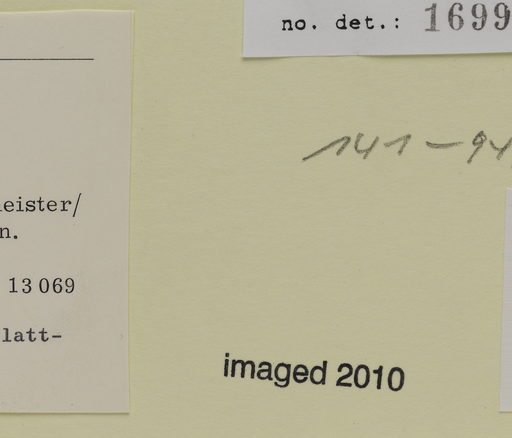 no. det.: 1699
141-94
eister/
n.
13 069
latt-
imaged 2010